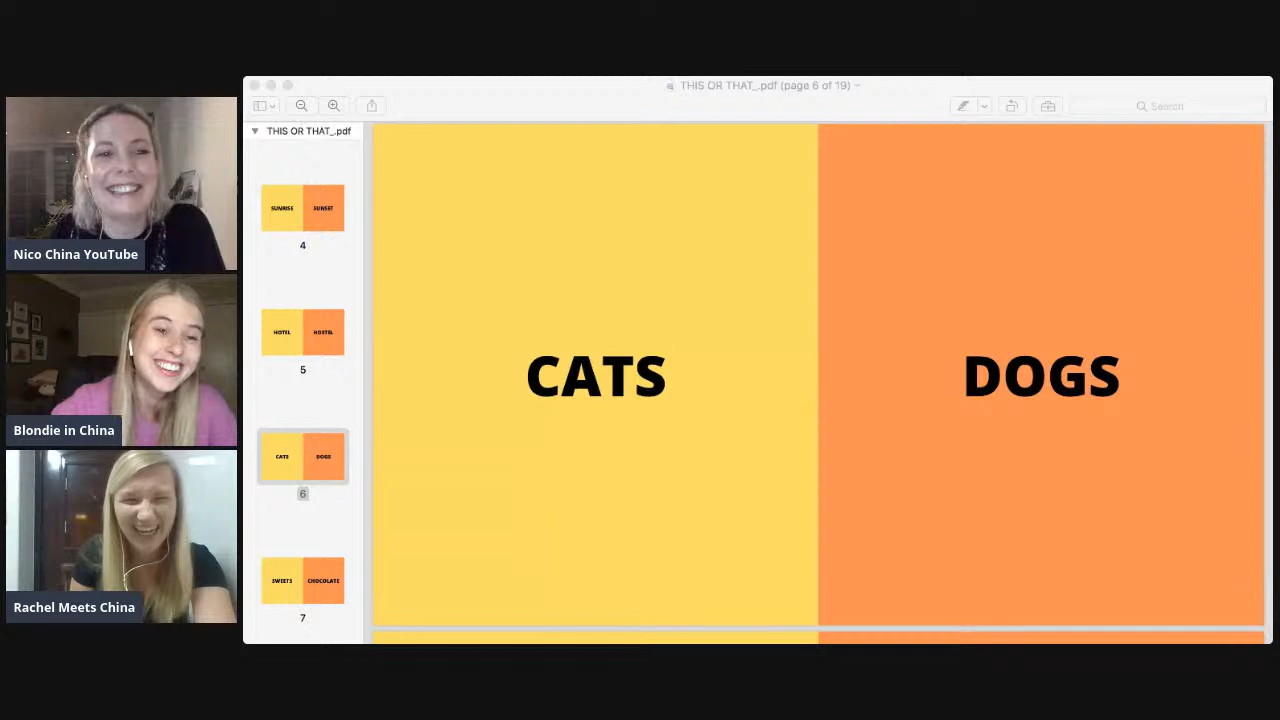 THIS OR THAT_.pdf (page 6 of 19)
Search
THIS OR THAT_.pdf
SUNRISE SUNSET
4
HOTEL HOSTEL
5
CATS DOGS
6
SWEETS CHOCOLATE
7
CATS DOGS
Nico China YouTube
Blondie in China
Rachel Meets China